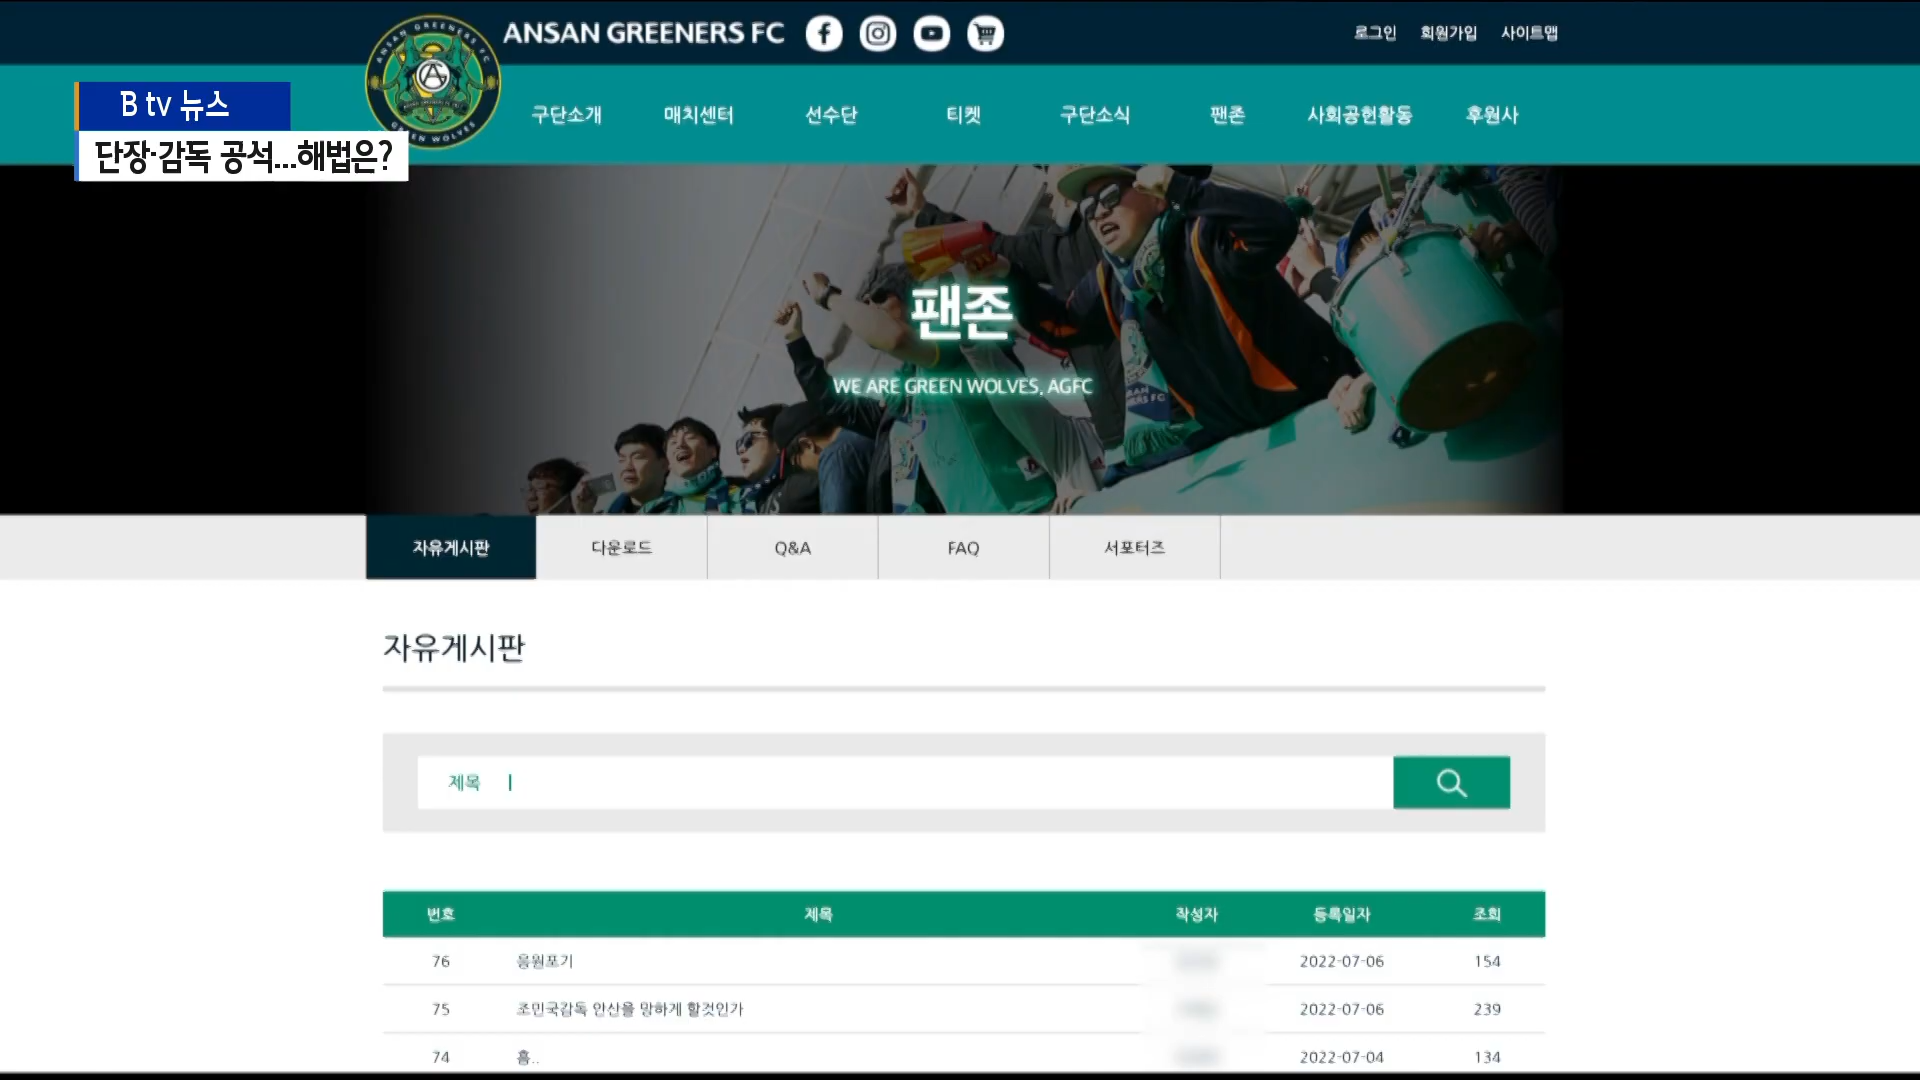 ANSAN GREENERS FC
로그인 회원가입 사이트맵
B tv 뉴스
단장·감독 공석...해법은?
ANSAN GREENERS FC
GREEN WOLVES
구단소개 매치센터 선수단 티켓 구단소식 팬존 사회공헌활동 후원사
팬존
WE ARE GREEN WOLVES, AGFC
자유게시판 다운로드 Q&A FAQ 서포터즈
자유게시판
제목
번호 제목 작성자 등록일자 조회
76 응원포기 2022-07-06 154
75 조민국감독 안산을 망하게 할것인가 2022-07-06 239
74 흠.. 2022-07-04 134